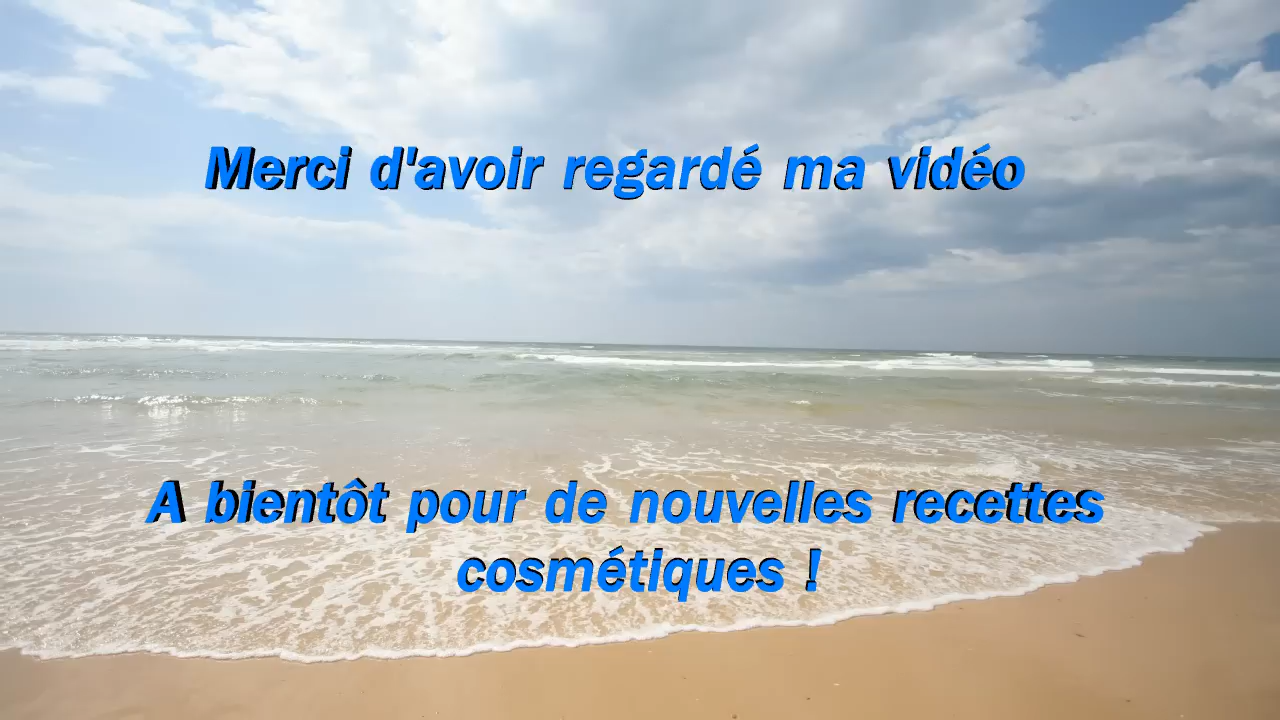 Merci d'avoir regardé ma vidéo
A bientôt pour de nouvelles recettes
cosmétiques !